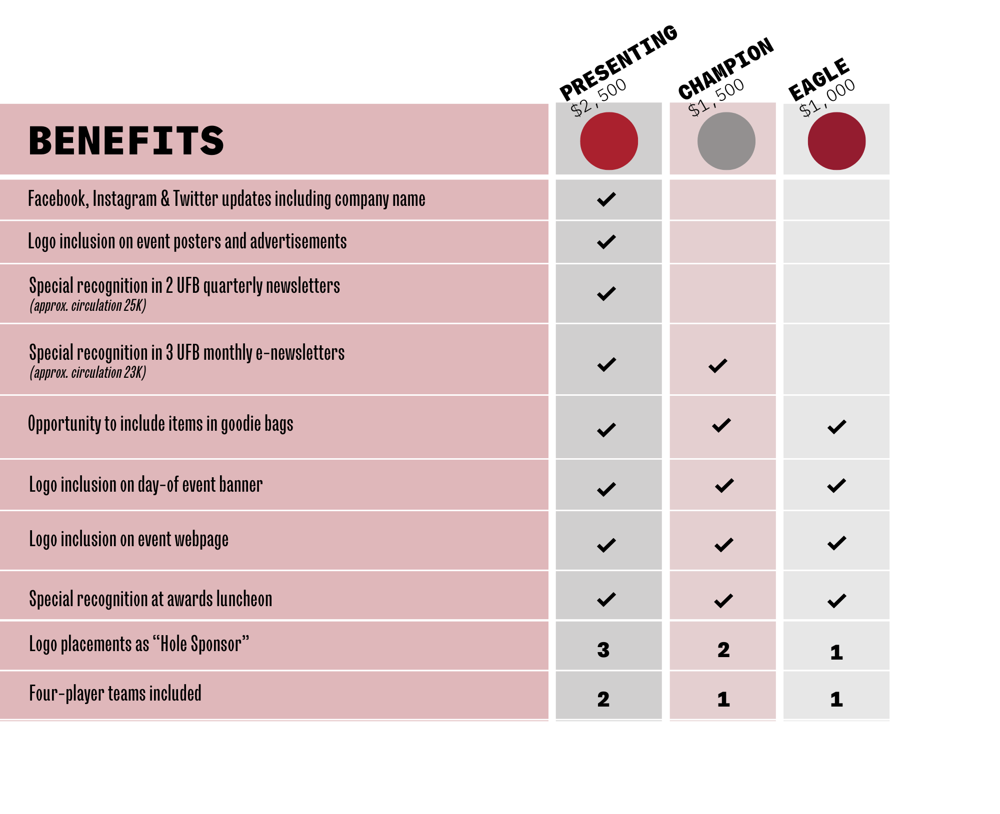 PRESENTING
$2,500
CHAMPION
$1,500
EAGLE
$1,000
BENEFITS
Facebook, Instagram & Twitter updates including company name
Logo inclusion on event posters and advertisements
Special recognition in 2 UFB quarterly newsletters
(approx. circulation 25K)
Special recognition in 3 UFB monthly e-newsletters
(approx. circulation 23K)
Opportunity to include items in goodie bags
Logo inclusion on day-of event banner
Logo inclusion on event webpage
Special recognition at awards luncheon
Logo placements as “Hole Sponsor” 3 2 1
Four-player teams included 2 1 1